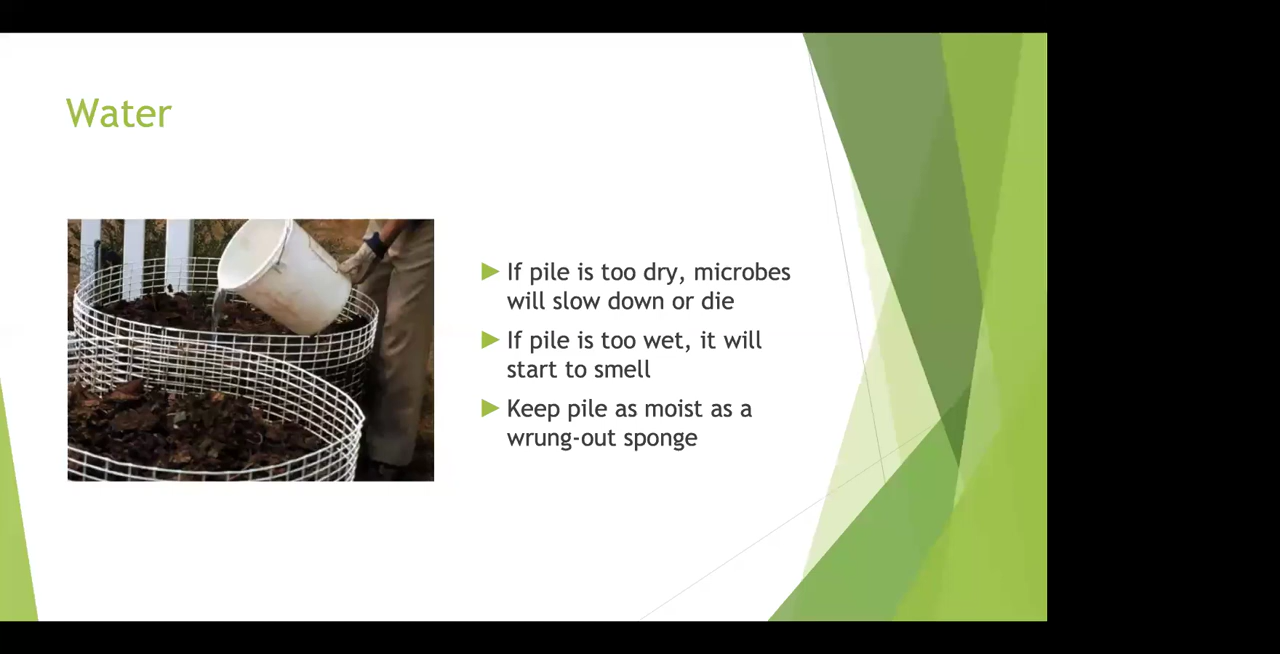 Water
If pile is too dry, microbes
will slow down or die
If pile is too wet, it will
start to smell
Keep pile as moist as a
wrung-out sponge